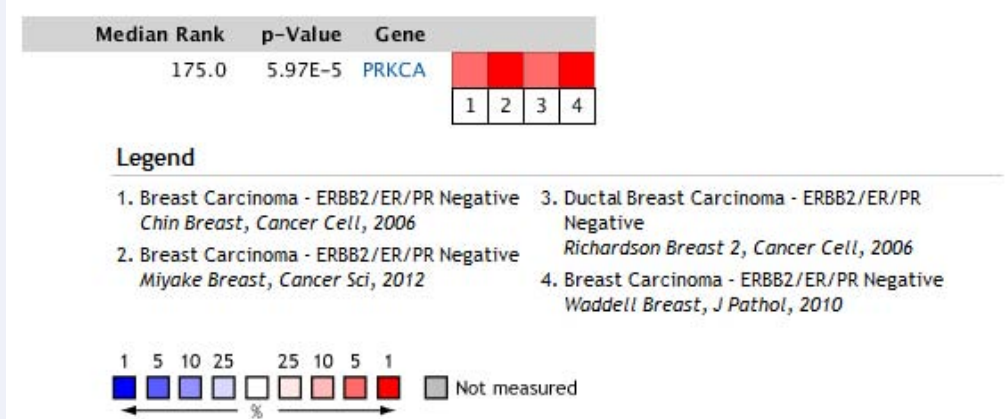 Median Rank p-Value Gene
175.0 5.97E-5 PRKCA
1 2 3 4
Legend
1. Breast Carcinoma - ERBB2/ER/PR Negative
Chin Breast, Cancer Cell, 2006
2. Breast Carcinoma - ERBB2/ER/PR Negative
Miyake Breast, Cancer Sci, 2012
3. Ductal Breast Carcinoma - ERBB2/ER/PR
Negative
Richardson Breast 2, Cancer Cell, 2006
4. Breast Carcinoma - ERBB2/ER/PR Negative
Waddell Breast, J Pathol, 2010
1 5 10 25 25 10 5 1
Not measured
%